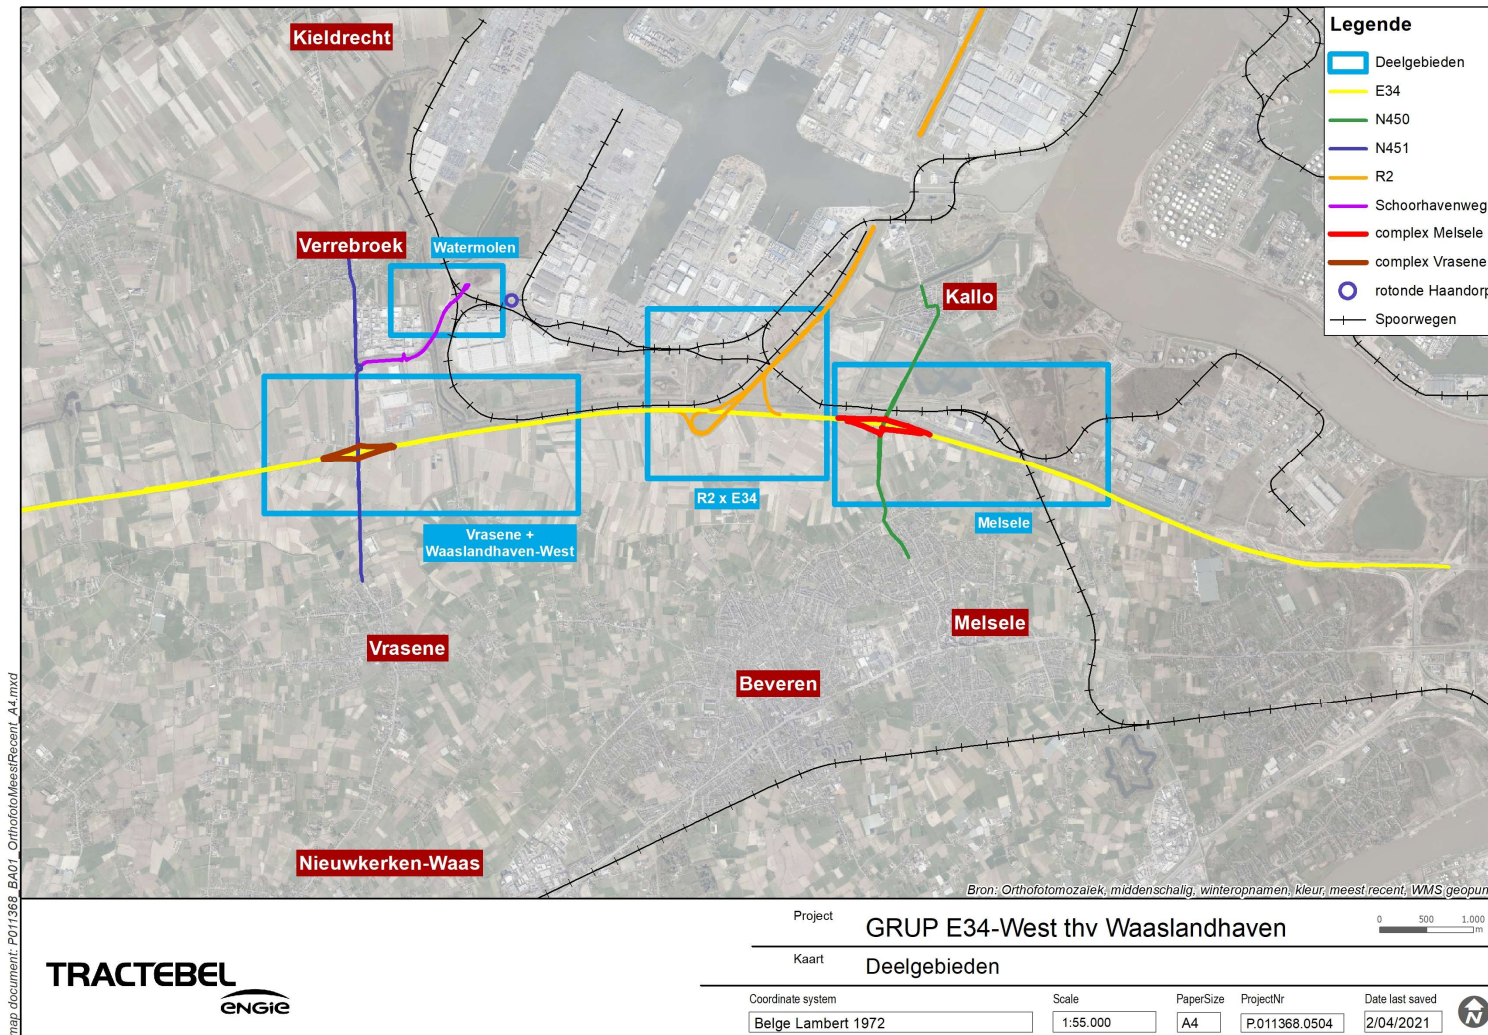 Kieldrecht
Verrebroek
Watermolen
Kallo
R2 x E34
Melsele
Vrasene +
Waaslandhaven-West
Vrasene
Melsele
Beveren
Nieuwkerken-Waas
Legende
Deelgebieden
E34
N450
N451
R2
Schoorhavenweg
complex Melsele
complex Vrasene
rotonde Haandorp
Spoorwegen
Bron: Orthofotomozaïek, middenschalig, winteropnamen, kleur, meest recent, WMS geopun
map document: P011368_BA01_OrthofotoMeestRecent_A4.mxd
TRACTEBEL
ENGIE
Project
GRUP E34-West thv Waaslandhaven
0 500 1.000
m
Kaart
Deelgebieden
Coordinate system
Belge Lambert 1972
Scale
1:55.000
PaperSize
A4
ProjectNr
P.011368.0504
Date last saved
2/04/2021
N